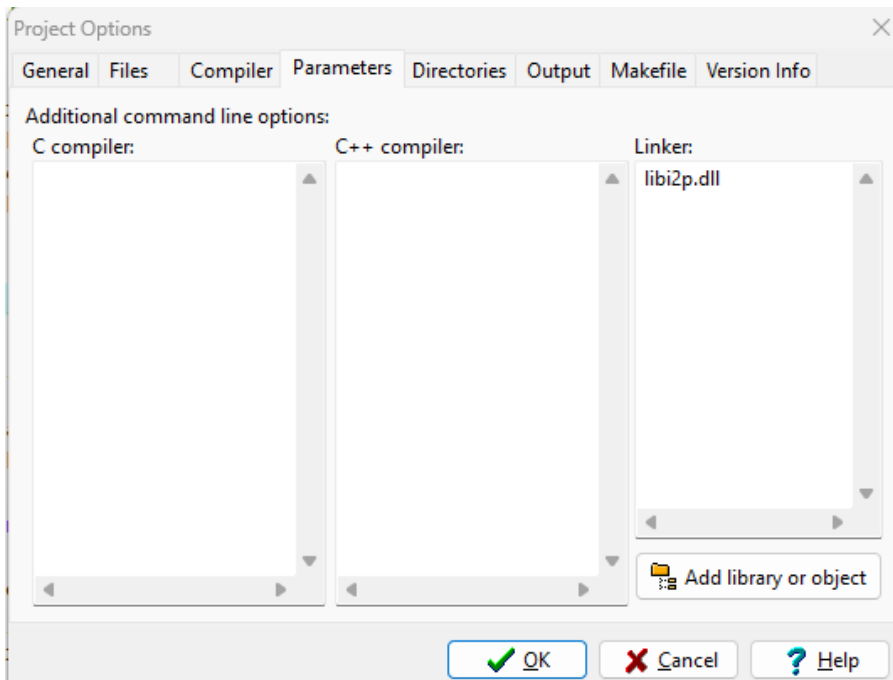 Project Options
General Files Compiler Parameters Directories Output Makefile Version Info
Additional command line options:
C compiler: C++ compiler: Linker:
libi2p.dll
Add library or object
OK Cancel Help